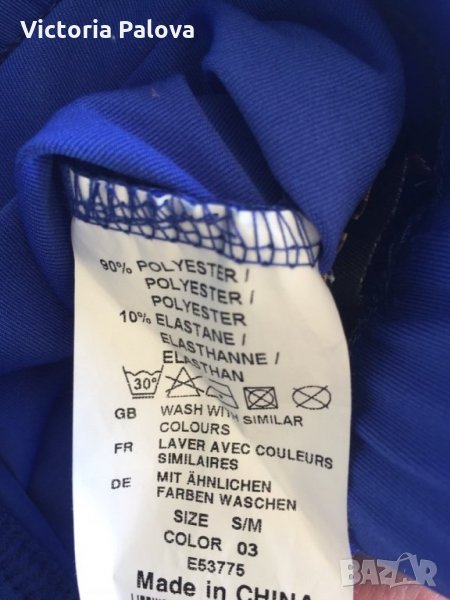 Victoria Palova
90% POLYESTER /
POLYESTER /
POLYESTER
10% ELASTANE /
ELASTHANNE /
ELASTHAN
30°
GB WASH WITH SIMILAR
COLOURS
FR LAVER AVEC COULEURS
SIMILAIRES
DE MIT ÄHNLICHEN
FARBEN WASCHEN
SIZE S/M
COLOR 03
E53775
Made in CHINA
BAZAR